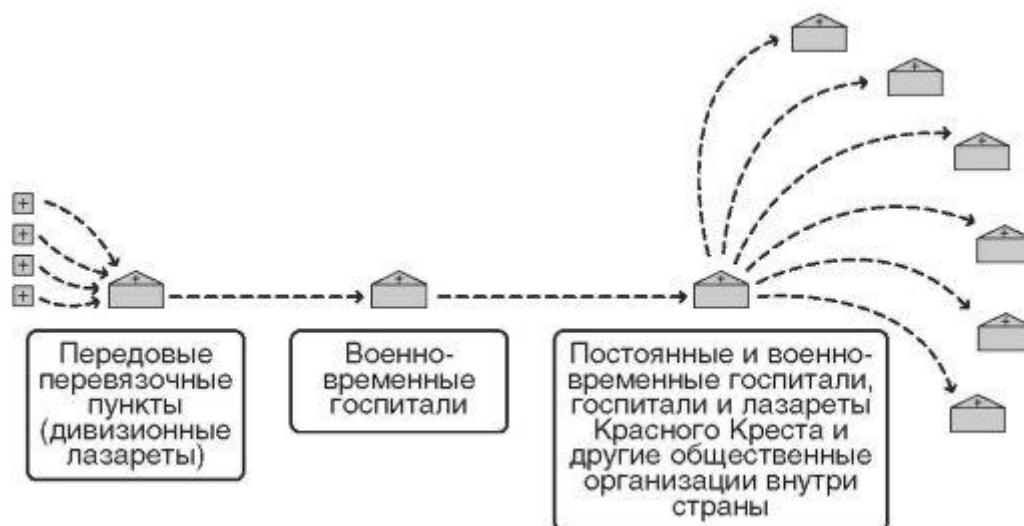 Передовые
перевязочные
пункты
(дивизионные
лазареты)
Военно-
временные
госпитали
Постоянные и военно-
временные госпитали,
госпитали и лазареты
Красного Креста и
другие общественные
организации внутри
страны